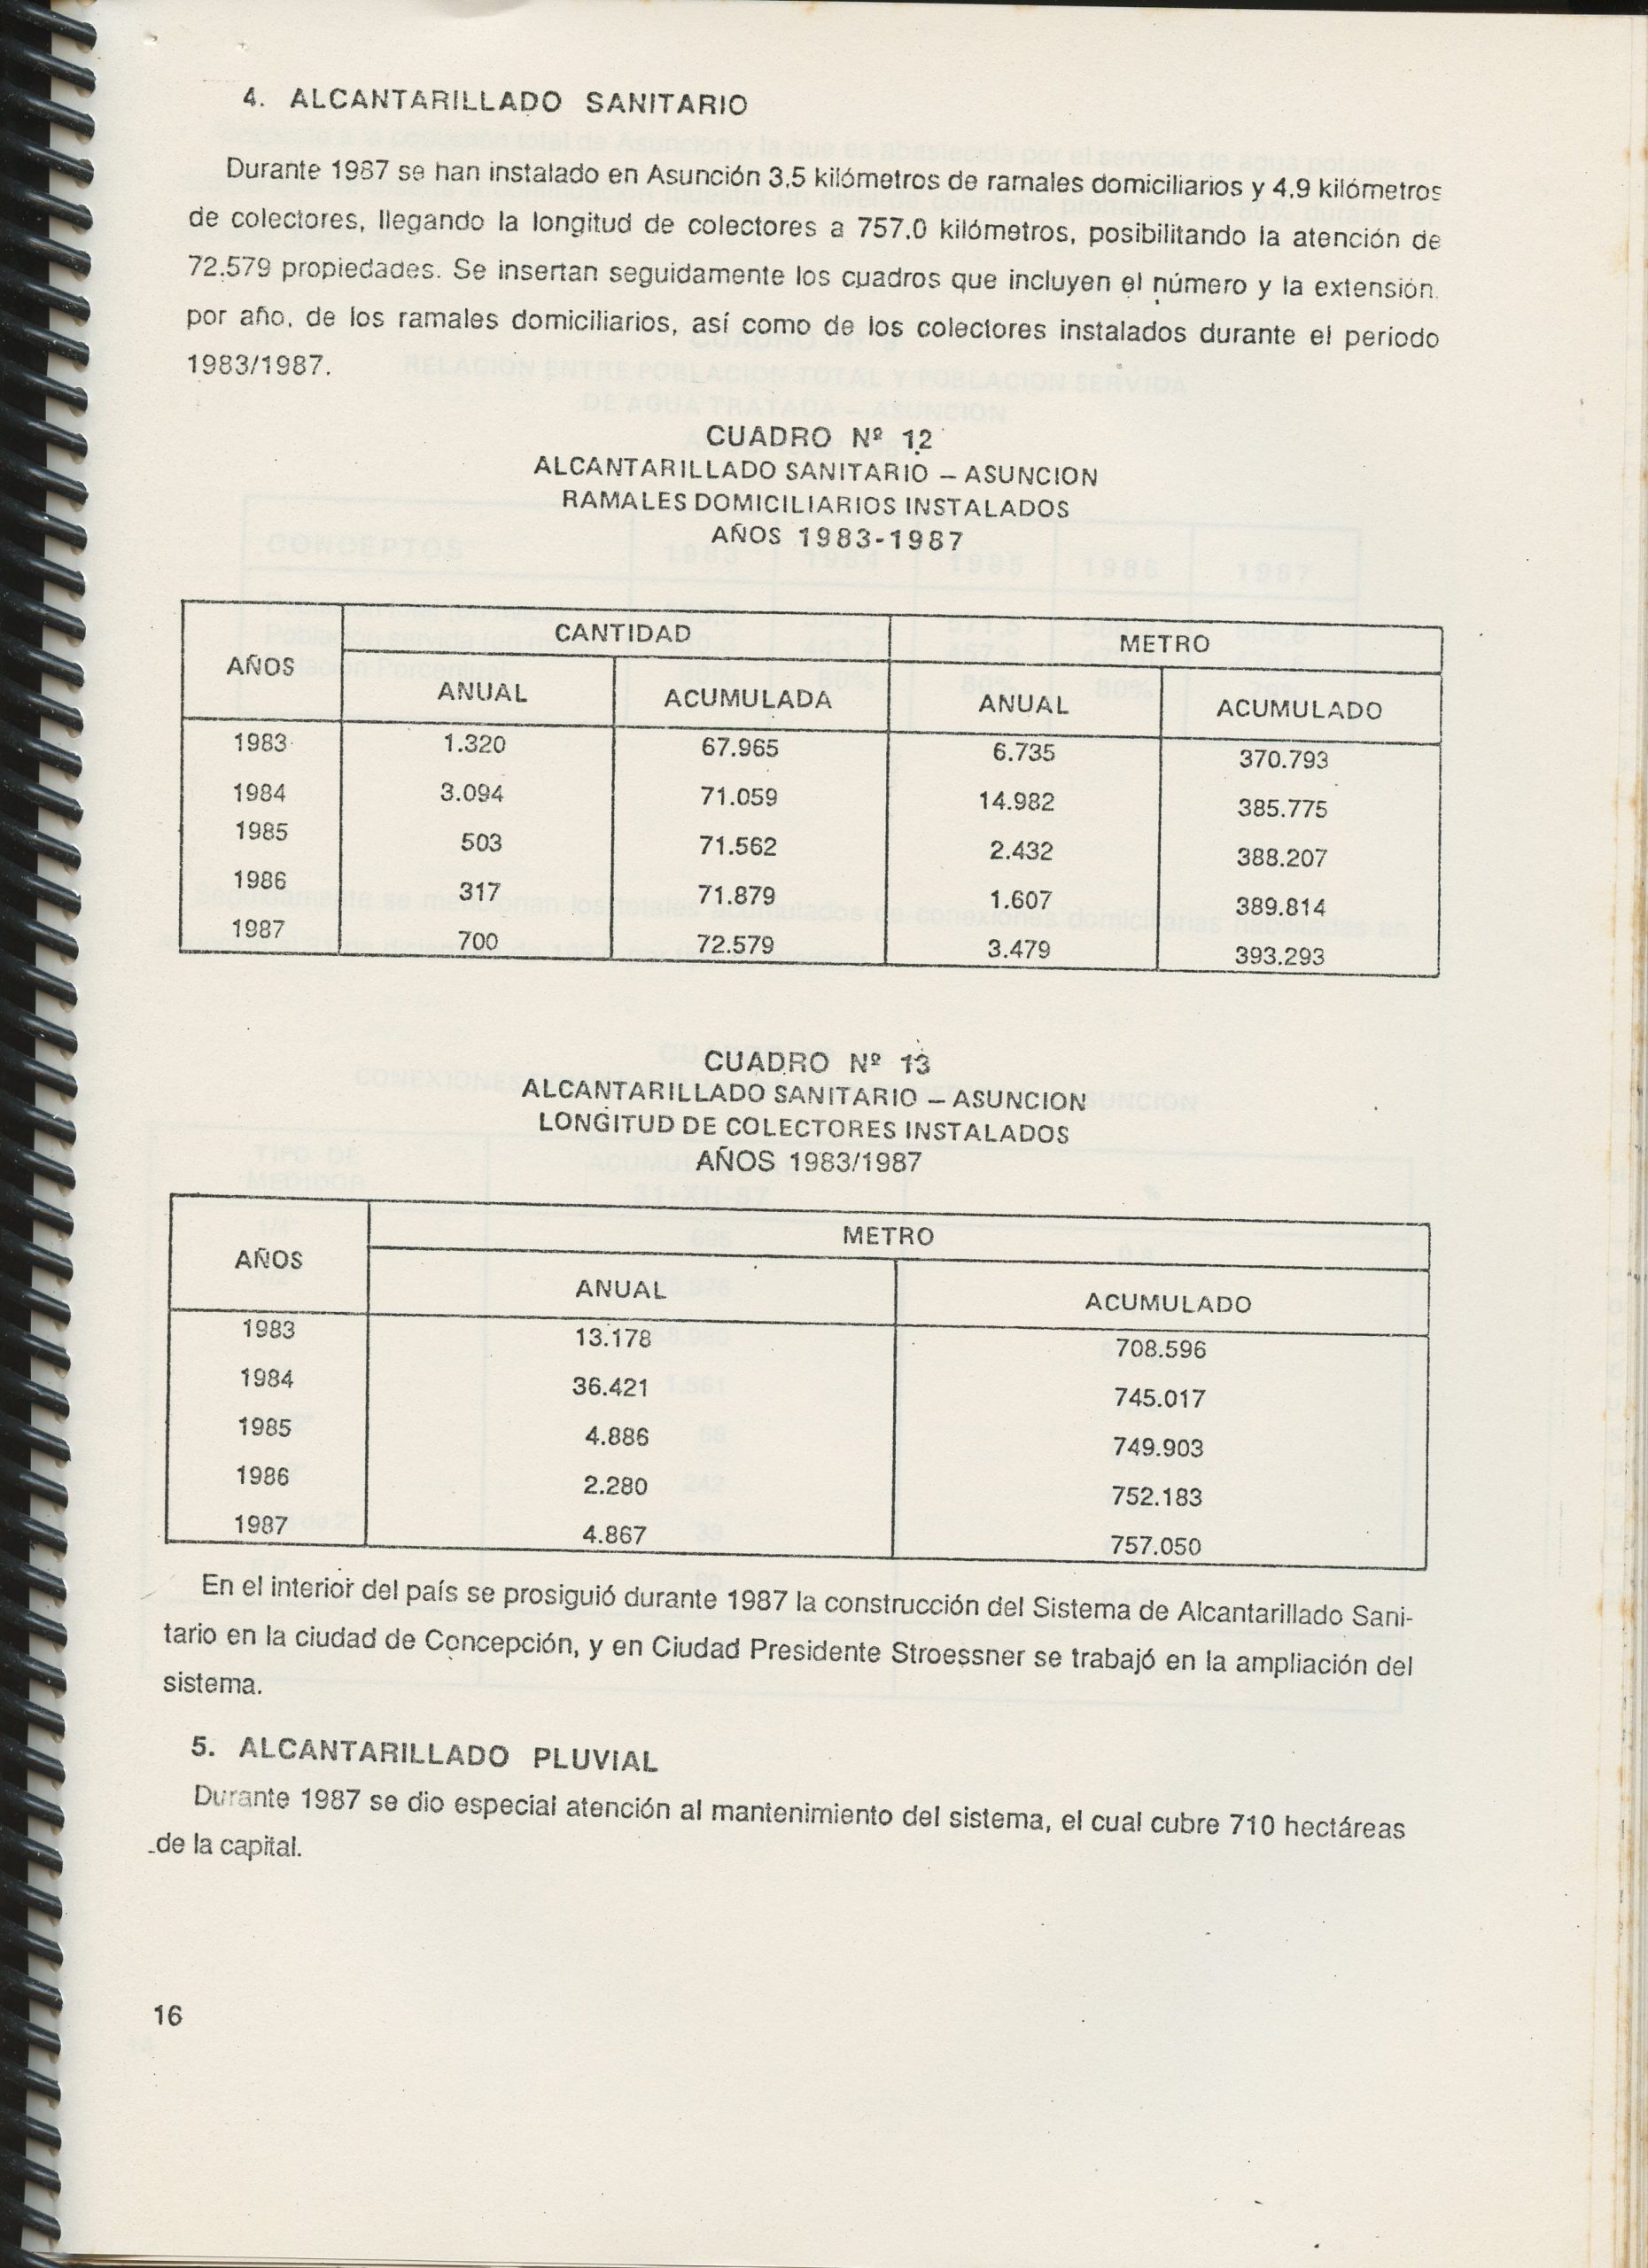 4. ALCANTARILLADO SANITARIO
Durante 1987 se han instalado en Asunción 3,5 kilómetros de ramales domiciliarios y 4,9 kilómetros
de colectores, llegando la longitud de colectores a 757.0 kilómetros, posibilitando la atención de
72.579 propiedades. Se insertan seguidamente los cuadros que incluyen el número y la extensión,
por año, de los ramales domiciliarios, así como de los colectores instalados durante el período
1983/1987.
CUADRO Nº 12
ALCANTARILLADO SANITARIO – ASUNCION
RAMALES DOMICILIARIOS INSTALADOS
AÑOS 1983-1987
AÑOS CANTIDAD METRO
ANUAL ACUMULADA ANUAL ACUMULADO
1983 1.320 67.965 6.735 370.793
1984 3.094 71.059 14.982 385.775
1985 503 71.562 2.432 388.207
1986 317 71.879 1.607 389.814
1987 700 72.579 3.479 393.293
CUADRO Nº 13
ALCANTARILLADO SANITARIO – ASUNCION
LONGITUD DE COLECTORES INSTALADOS
AÑOS 1983/1987
AÑOS METRO
ANUAL ACUMULADO
1983 13.178 708.596
1984 36.421 745.017
1985 4.886 749.903
1986 2.280 752.183
1987 4.867 757.050
En el interior del país se prosiguió durante 1987 la construcción del Sistema de Alcantarillado Sani-
tario en la ciudad de Concepción, y en Ciudad Presidente Stroessner se trabajó en la ampliación del
sistema.
5. ALCANTARILLADO PLUVIAL
Durante 1987 se dio especial atención al mantenimiento del sistema, el cual cubre 710 hectáreas
de la capital.
16